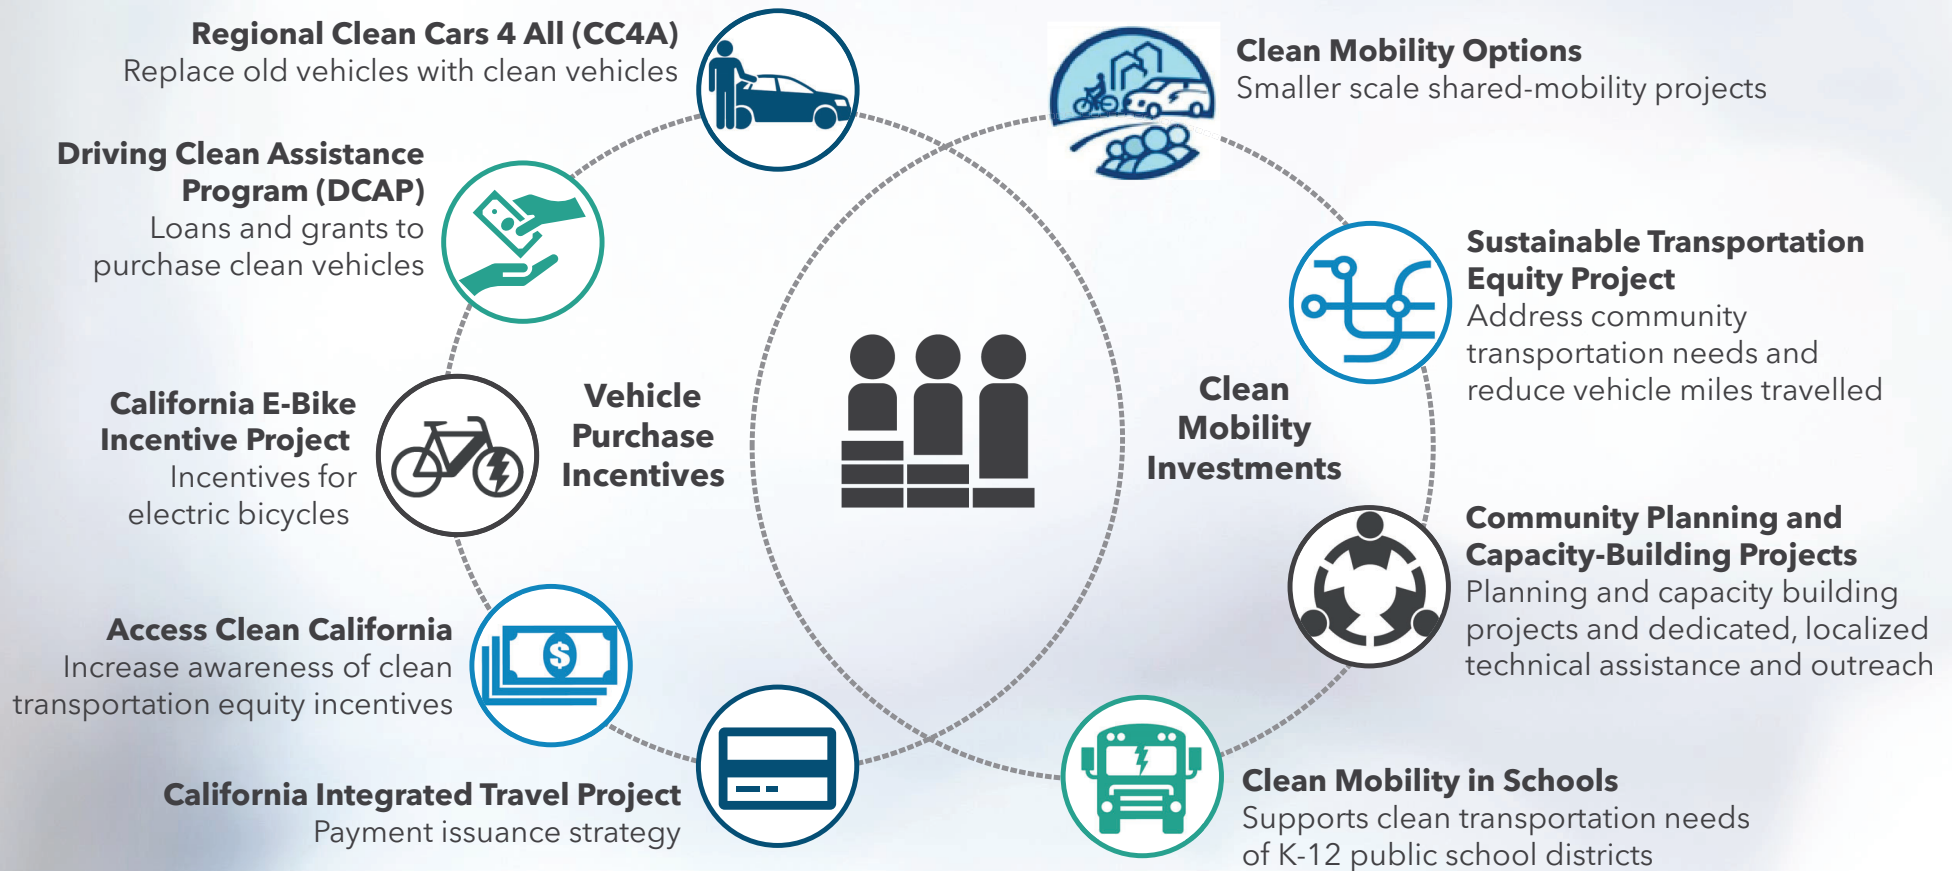 Regional Clean Cars 4 All (CC4A)
Replace old vehicles with clean vehicles
Driving Clean Assistance
Program (DCAP)
Loans and grants to
purchase clean vehicles
California E-Bike
Incentive Project
Incentives for
electric bicycles
Access Clean California
Increase awareness of clean
transportation equity incentives
California Integrated Travel Project
Payment issuance strategy
Vehicle
Purchase
Incentives
$
Clean
Mobility
Investments
Clean Mobility Options
Smaller scale shared-mobility projects
Sustainable Transportation
Equity Project
Address community
transportation needs and
reduce vehicle miles travelled
Community Planning and
Capacity-Building Projects
Planning and capacity building
projects and dedicated, localized
technical assistance and outreach
Clean Mobility in Schools
Supports clean transportation needs
of K-12 public school districts